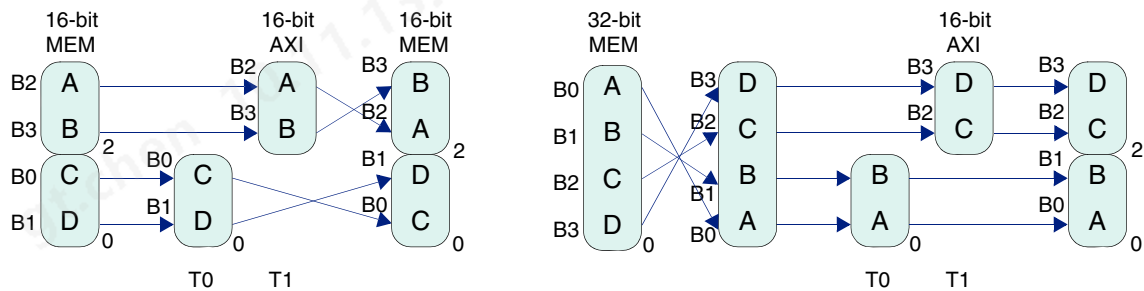 16-bit MEM
16-bit AXI
16-bit MEM
B2 A B2 A B3 B
B3 B B3 B B2 A
2 2
B0 C B0 C B1 D
B1 D B1 D B0 C
0 0 0
T0 T1
32-bit MEM
16-bit AXI
B0 A B3 D B3 D B3 D
B1 B B2 C B2 C B2 C
2
B2 C B1 B B B1 B
B3 D B0 A A B0 A
0 0 0
T0 T1